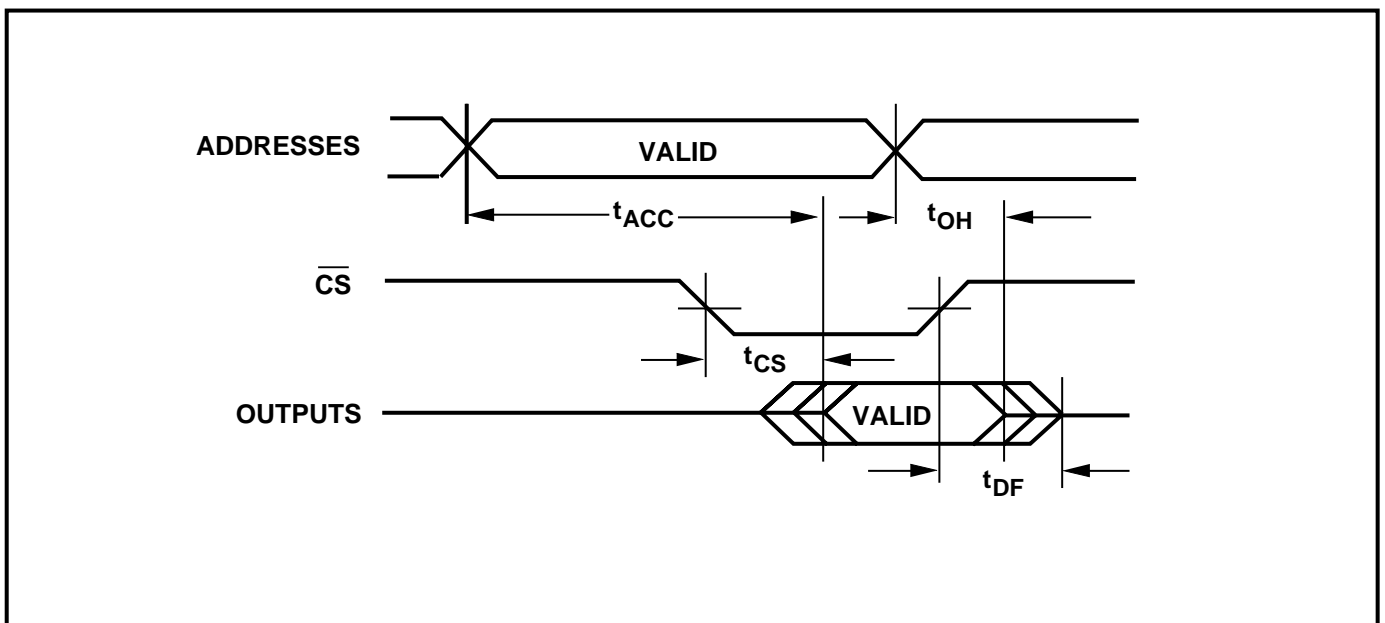 ADDRESSES
VALID
tACC
tOH
CS
tCS
OUTPUTS
VALID
tDF